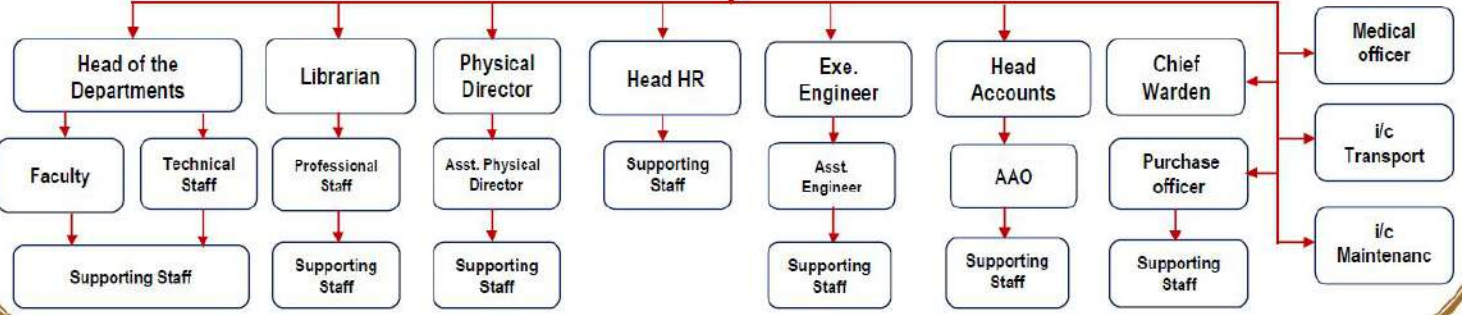 Head of the
Departments
Librarian
Physical
Director
Head HR
Exe.
Engineer
Head
Accounts
Chief
Warden
Medical
officer
Faculty
Technical
Staff
Professional
Staff
Asst. Physical
Director
Supporting
Staff
Asst.
Engineer
AAO
Purchase
officer
i/c
Transport
Supporting Staff
Supporting
Staff
Supporting
Staff
Supporting
Staff
Supporting
Staff
Supporting
Staff
i/c
Maintenanc